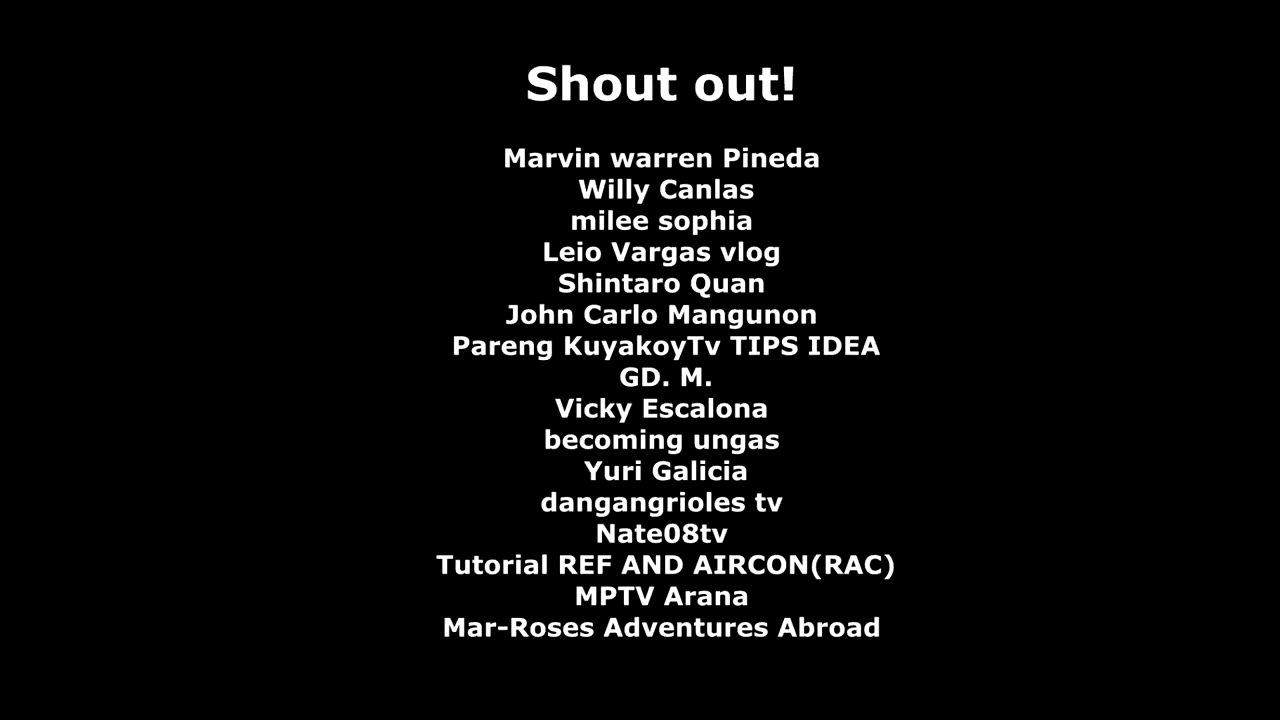 Shout out!
Marvin warren Pineda
Willy Canlas
milee sophia
Leio Vargas vlog
Shintaro Quan
John Carlo Mangunon
Pareng KuyakoyTv TIPS IDEA
GD. M.
Vicky Escalona
becoming ungas
Yuri Galicia
dangangrioles tv
Nate08tv
Tutorial REF AND AIRCON(RAC)
MPTV Arana
Mar-Roses Adventures Abroad